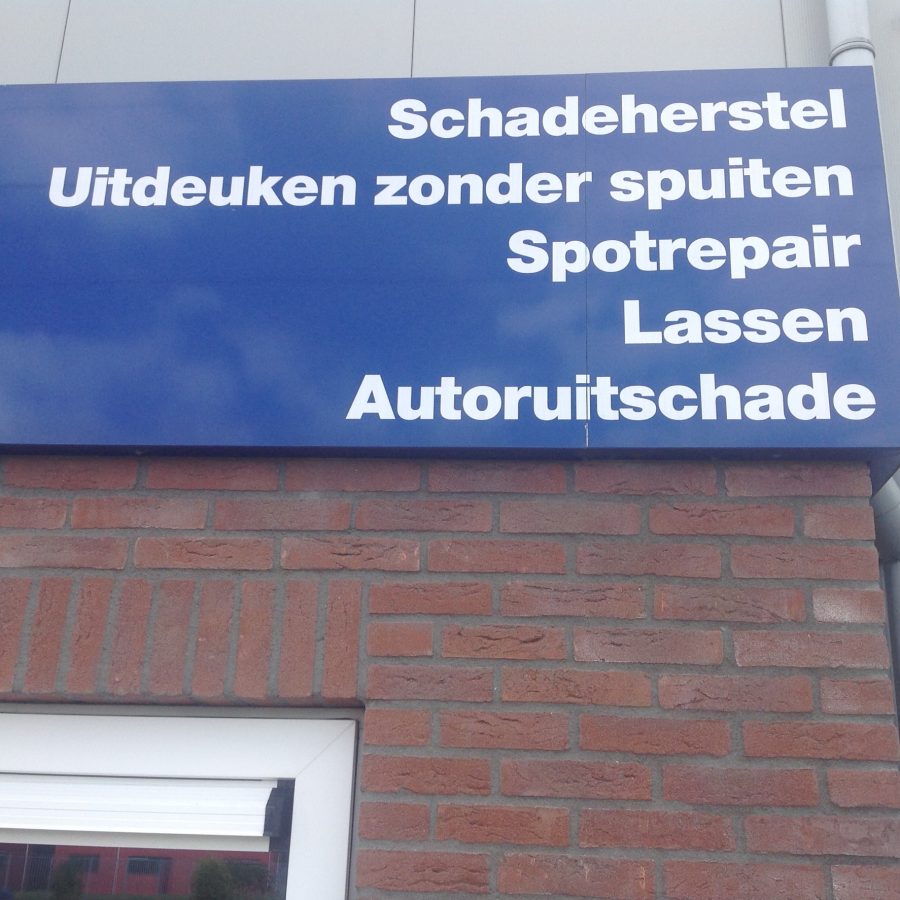 Schadeherstel
Uitdeuken zonder spuiten
Spotrepair
Lassen
Autoruitschade